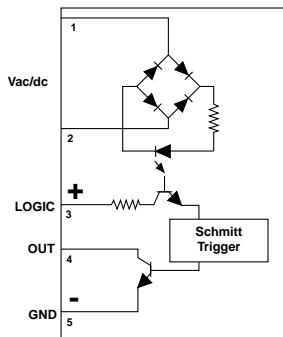 1
Vac/dc
2
+
LOGIC
3
OUT
4
Schmitt
Trigger
-
GND
5